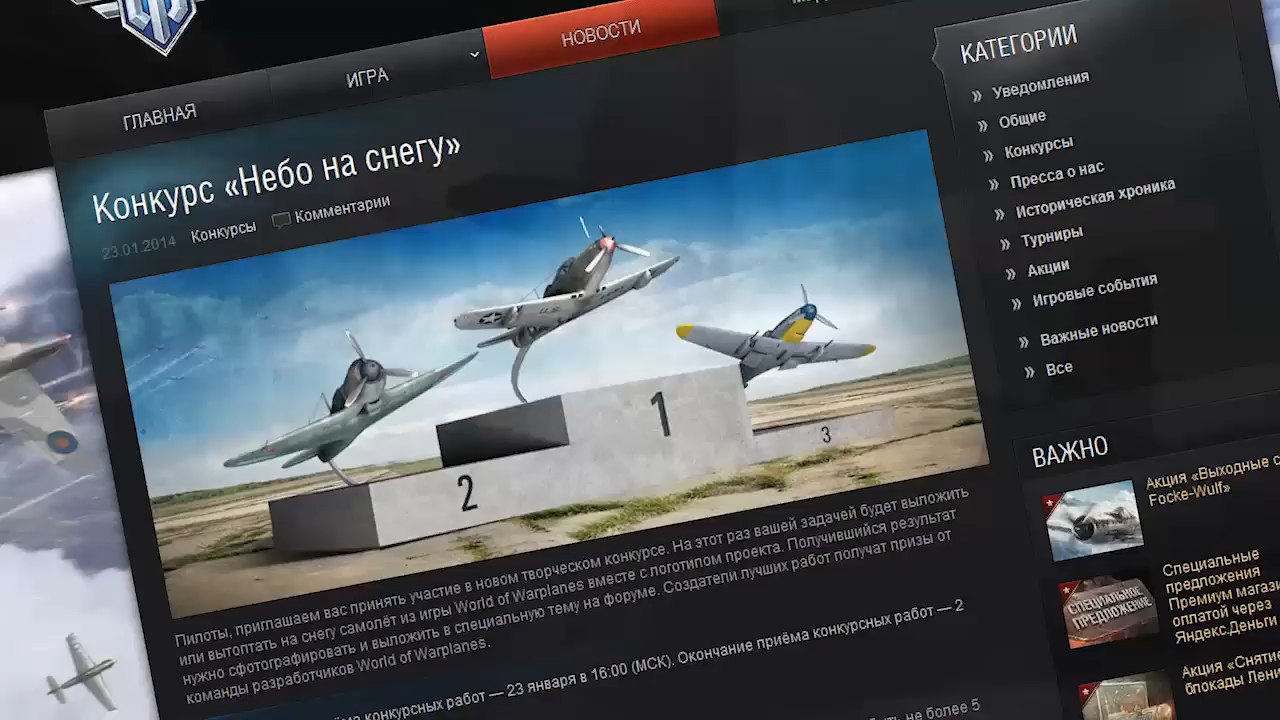 ГЛАВНАЯ
ИГРА
НОВОСТИ
Конкурс «Небо на снегу»
23.01.2014 Конкурсы Комментарии
2
1
3
Пилоты, приглашаем вас принять участие в новом творческом конкурсе. На этот раз вашей задачей будет выложить
или вытоптать на снегу самолёт из игры World of Warplanes вместе с логотипом проекта. Получившийся результат
нужно сфотографировать и выложить в специальную тему на форуме. Создатели лучших работ получат призы от
команды разработчиков World of Warplanes.
конкурсных работ — 23 января в 16:00 (МСК). Окончание приёма конкурсных работ — 2
не более 5
КАТЕГОРИИ
» Уведомления
» Общие
» Конкурсы
» Пресса о нас
» Историческая хроника
» Турниры
» Акции
» Игровые события
» Важные новости
» Все
ВАЖНО
Акция «Выходные с
Focke-Wulf»
СПЕЦИАЛЬНОЕ
ПРЕДЛОЖЕНИЕ
Специальные
предложения
Премиум
оплатой через
Яндекс.Деньги
Акция «Снятие
блокады